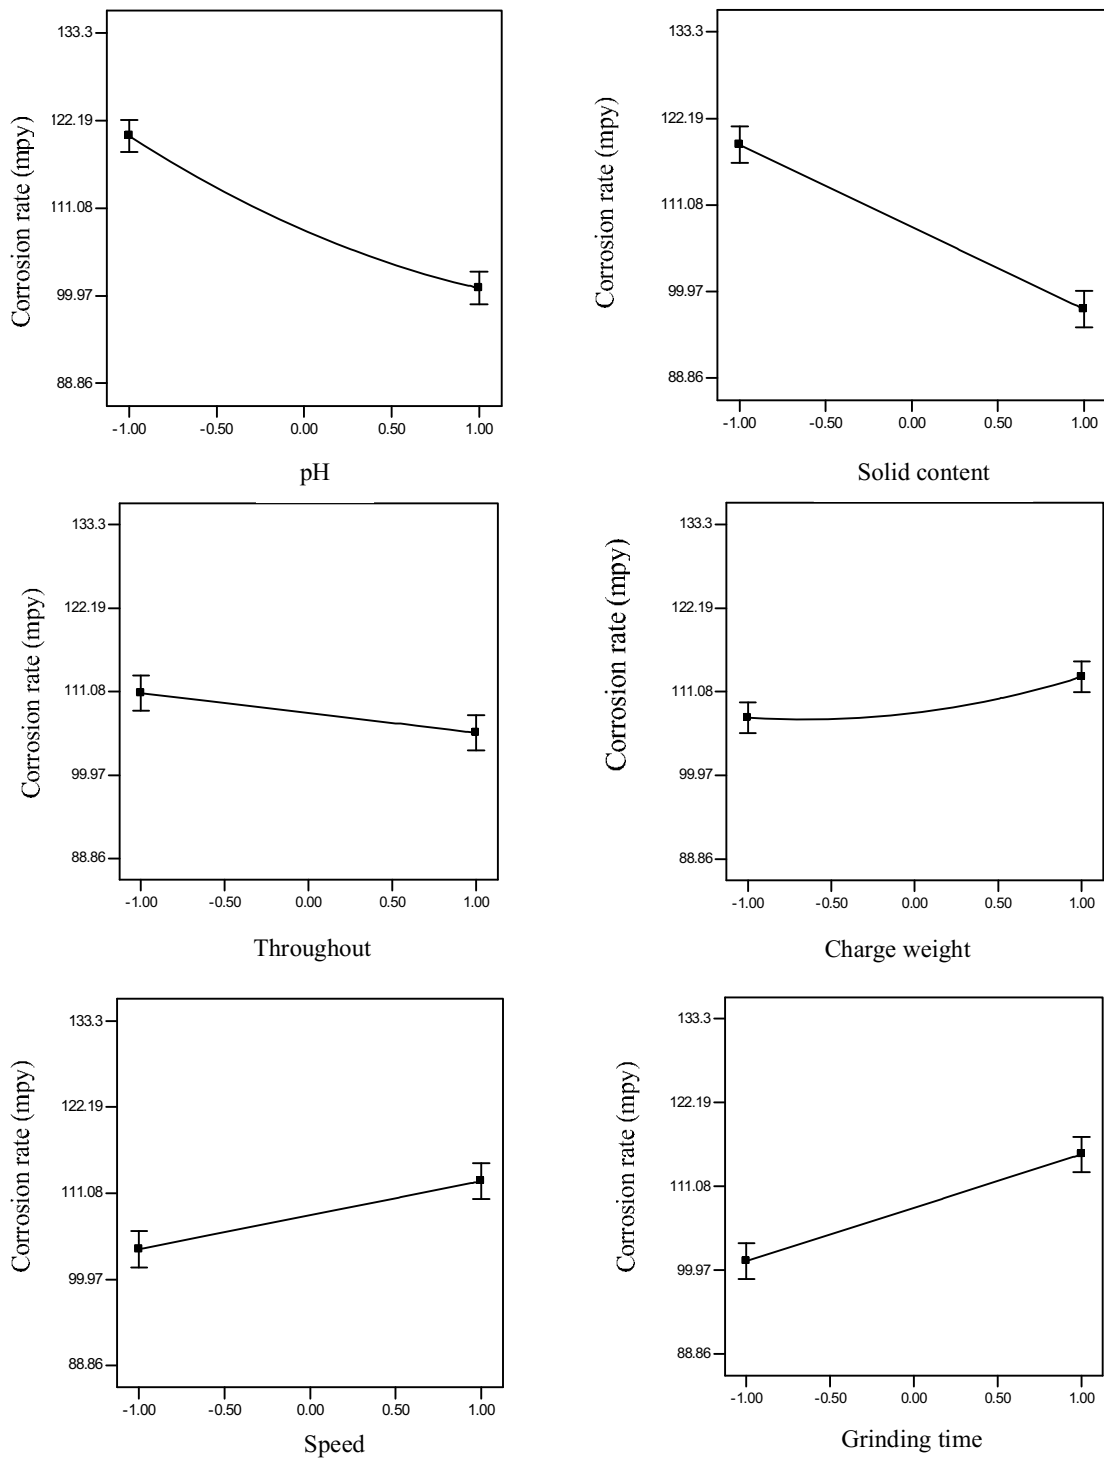 133.3
122.19
111.08
99.97
88.86
Corrosion rate (mpy)
-1.00 -0.50 0.00 0.50 1.00
pH
133.3
122.19
111.08
99.97
88.86
Corrosion rate (mpy)
-1.00 -0.50 0.00 0.50 1.00
Solid content
133.3
122.19
111.08
99.97
88.86
Corrosion rate (mpy)
-1.00 -0.50 0.00 0.50 1.00
Throughout
133.3
122.19
111.08
99.97
88.86
Corrosion rate (mpy)
-1.00 -0.50 0.00 0.50 1.00
Charge weight
133.3
122.19
111.08
99.97
88.86
Corrosion rate (mpy)
-1.00 -0.50 0.00 0.50 1.00
Speed
133.3
122.19
111.08
99.97
88.86
Corrosion rate (mpy)
-1.00 -0.50 0.00 0.50 1.00
Grinding time